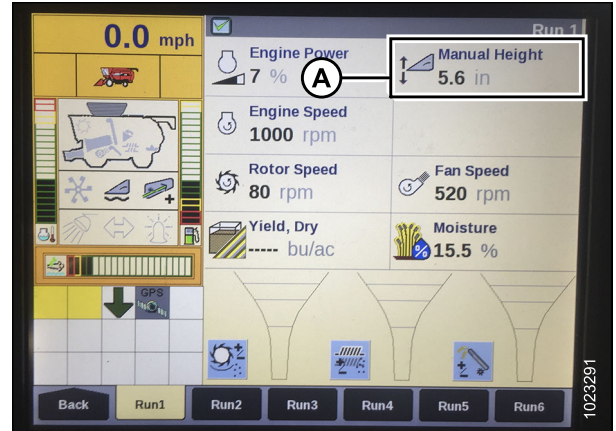 0.0 mph
Run 1
Engine Power
7 %
A
Manual Height
5.6 in
Engine Speed
1000 rpm
Rotor Speed
80 rpm
Fan Speed
520 rpm
Yield, Dry
----- bu/ac
Moisture
15.5 %
GPS
Back
Run1
Run2
Run3
Run4
Run5
Run6
1023291